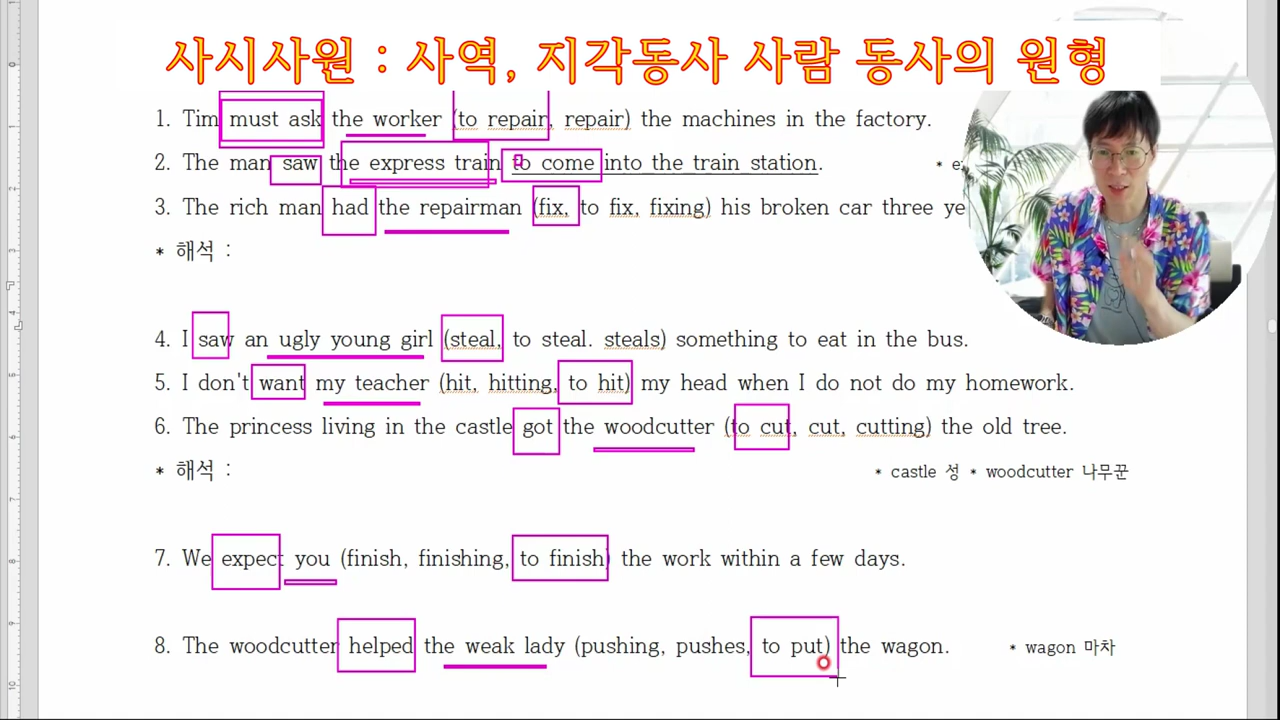 사시사원 : 사역, 지각동사 사람 동사의 원형
1. Tim must ask the worker (to repair, repair) the machines in the factory.
2. The man saw the express train to come into the train station. *
3. The rich man had the repairman (fix, to fix, fixing) his broken car three
* 해석 :
4. I saw an ugly young girl (steal, to steal. steals) something to eat in the bus.
5. I don't want my teacher (hit, hitting, to hit) my head when I do not do my homework.
6. The princess living in the castle got the woodcutter (to cut, cut, cutting) the old tree.
* 해석 : * castle 성 * woodcutter 나무꾼
7. We expect you (finish, finishing, to finish) the work within a few days.
8. The woodcutter helped the weak lady (pushing, pushes, to put) the wagon. * wagon 마차